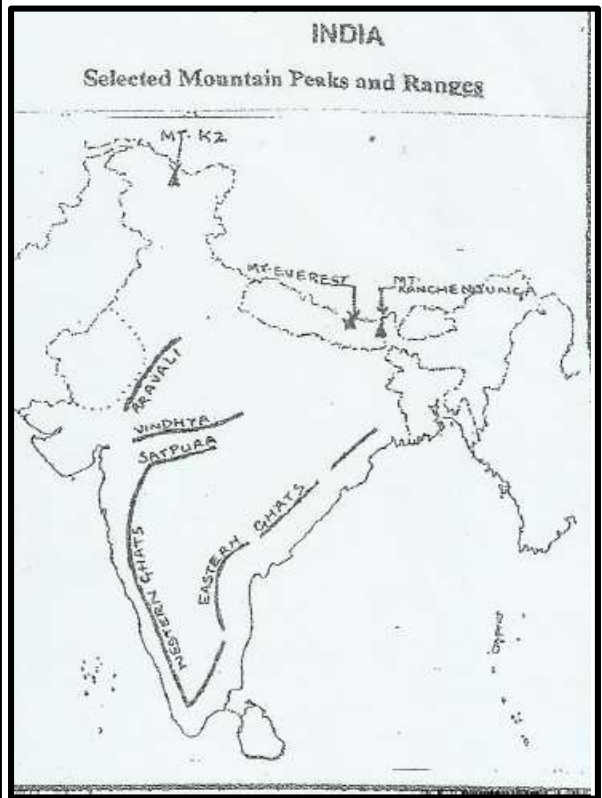 INDIA
Selected Mountain Peaks and Ranges
MT. K2
MT. EVEREST
MT.
KANCHENJUNGA
ARAVALI
VINDHYA
SATPURA
WESTERN GHATS
EASTERN GHATS